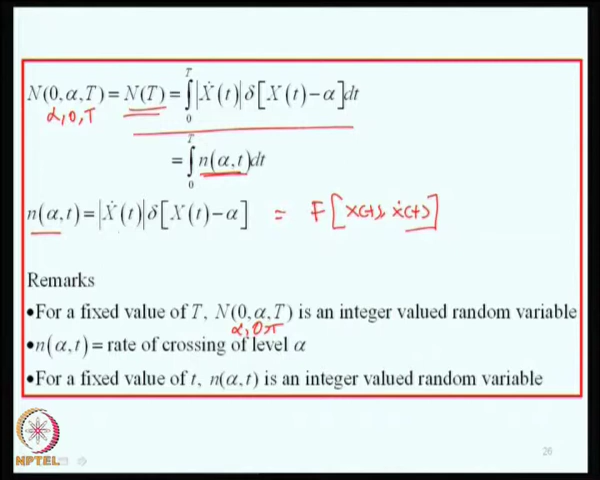 N(0,α,T) = N(T) = ∫₀ᵀ |Ẋ(t)| δ[X(t)−α]dt
α,0,T
= ∫₀ᵀ n(α,t)dt
n(α,t) = |Ẋ(t)| δ[X(t)−α] = F[X(t), ẋ(t)]
Remarks
•For a fixed value of T, N(0,α,T) is an integer valued random variable
α,0,T
•n(α,t) = rate of crossing of level α
•For a fixed value of t, n(α,t) is an integer valued random variable
NPTEL
26